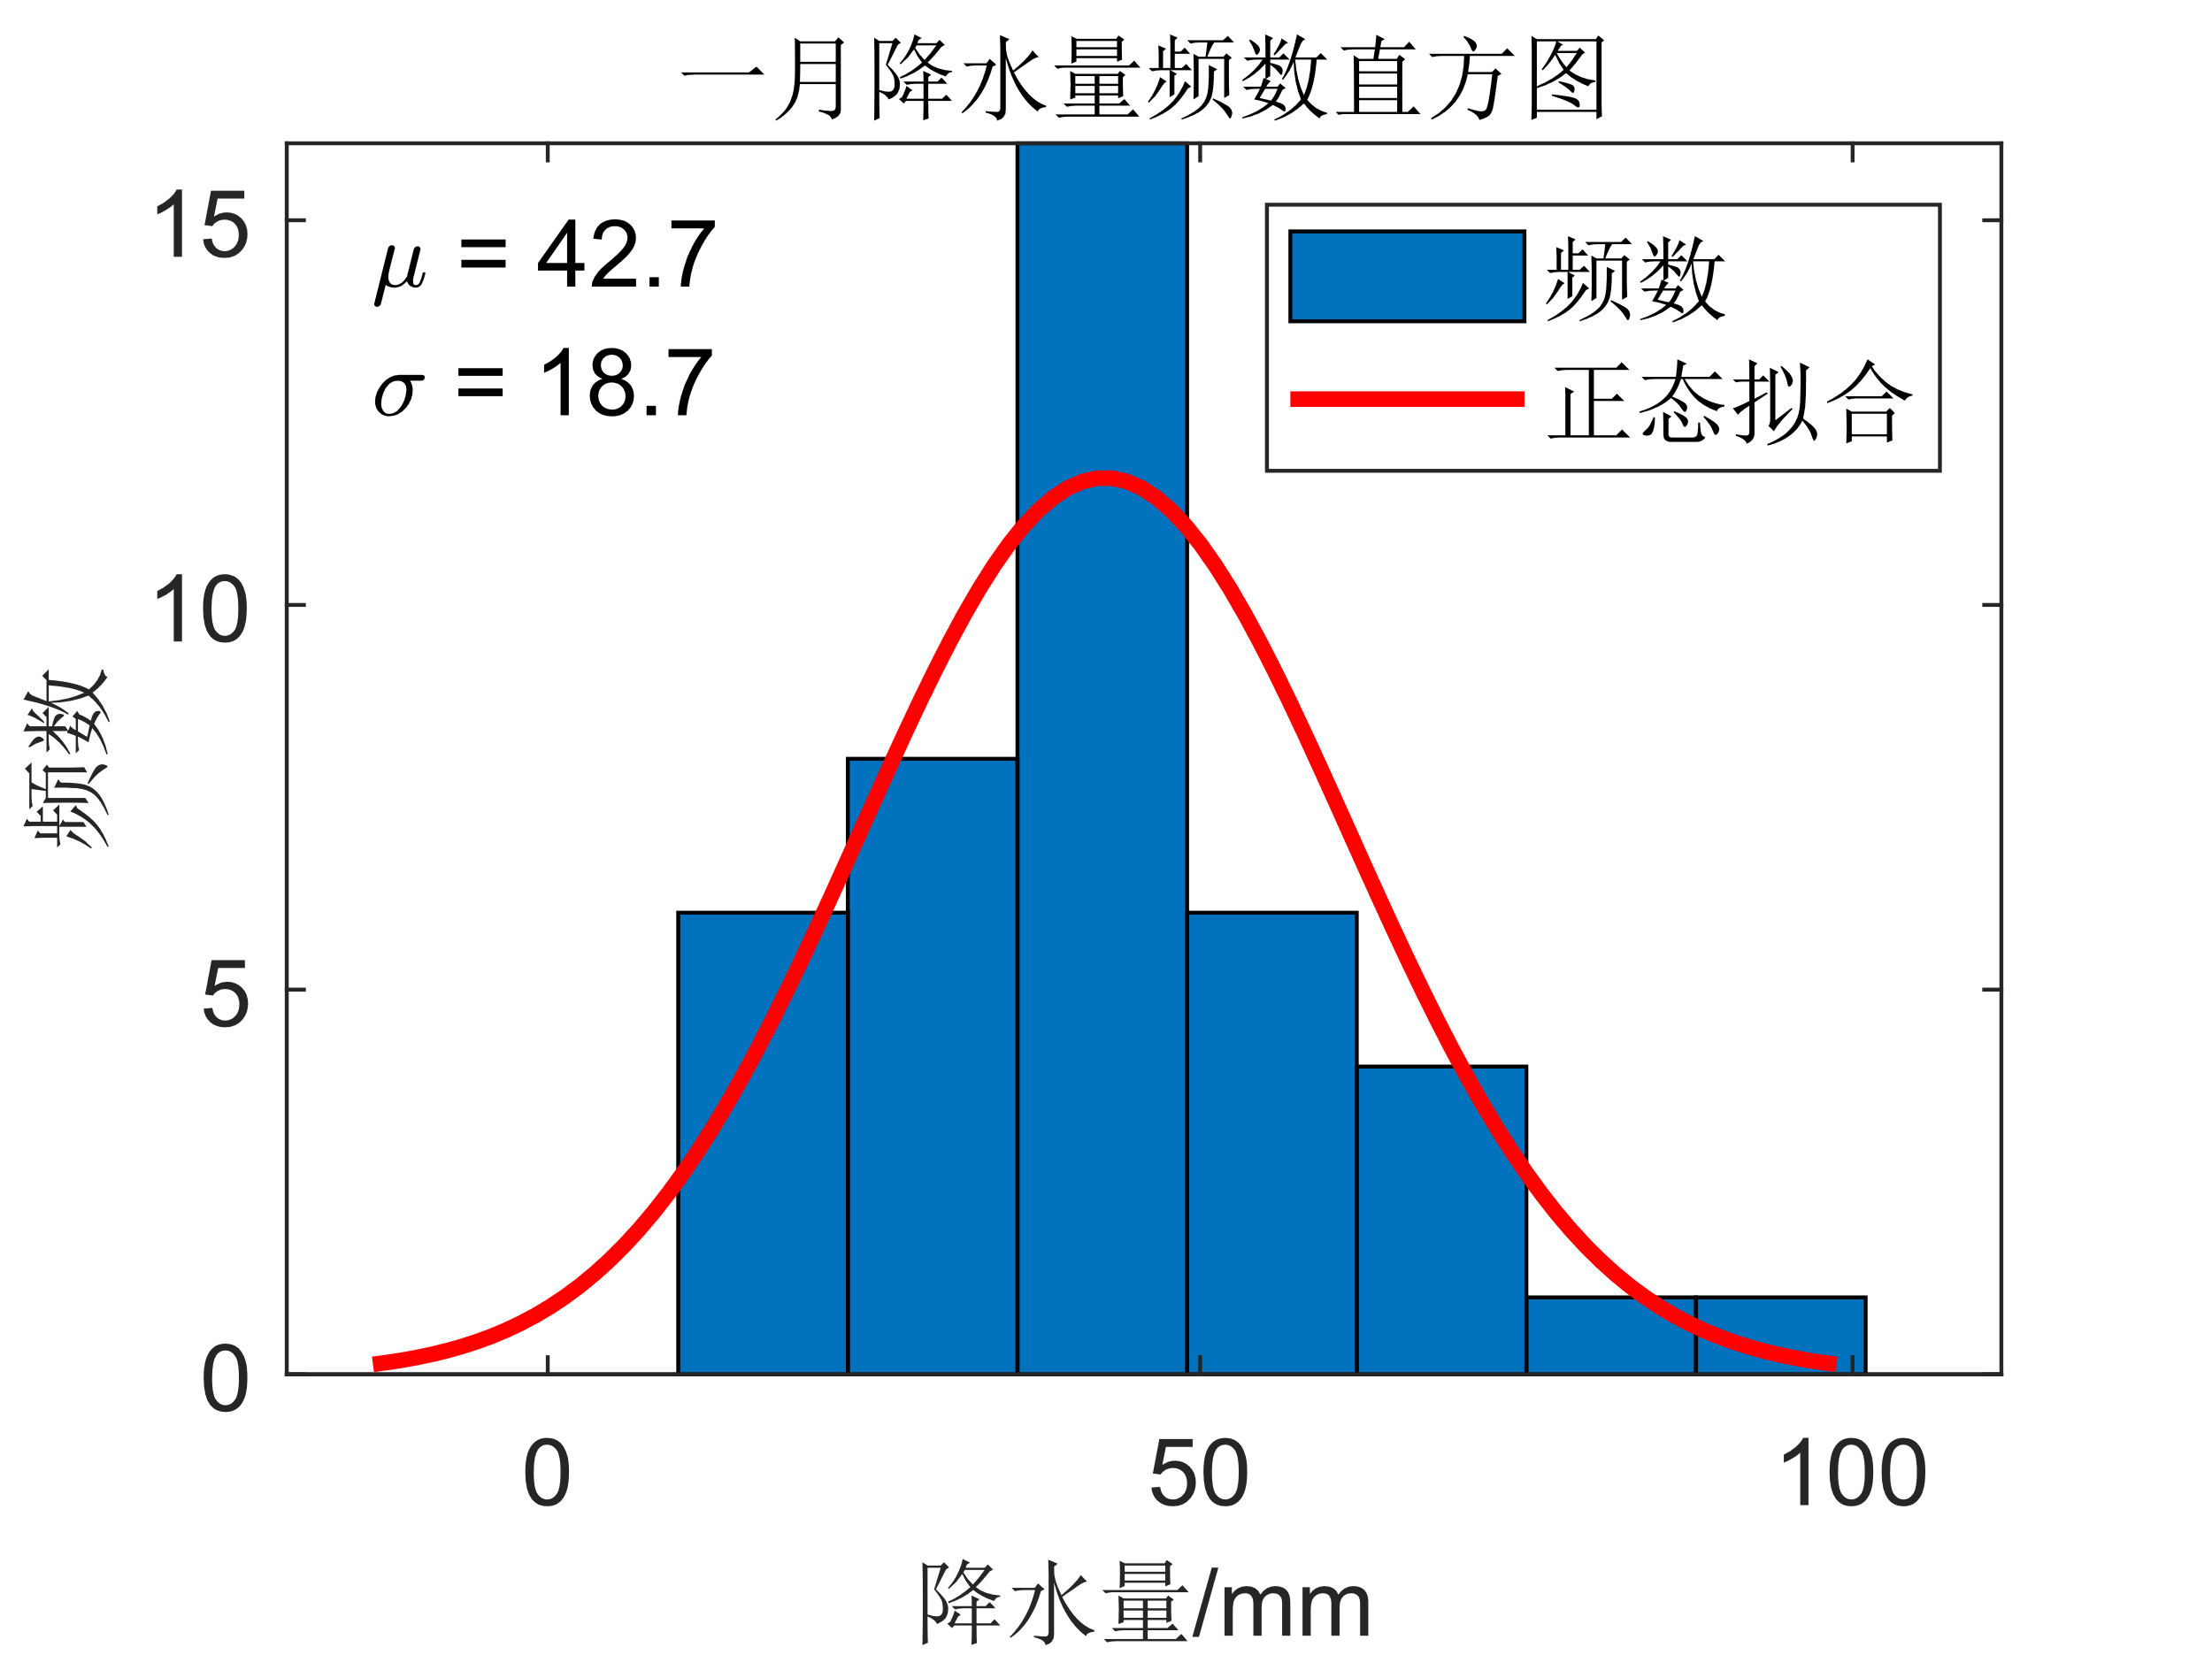 一月降水量频数直方图
μ = 42.7
σ = 18.7
频数
正态拟合
频数
15
10
5
0
0 50 100
降水量/mm